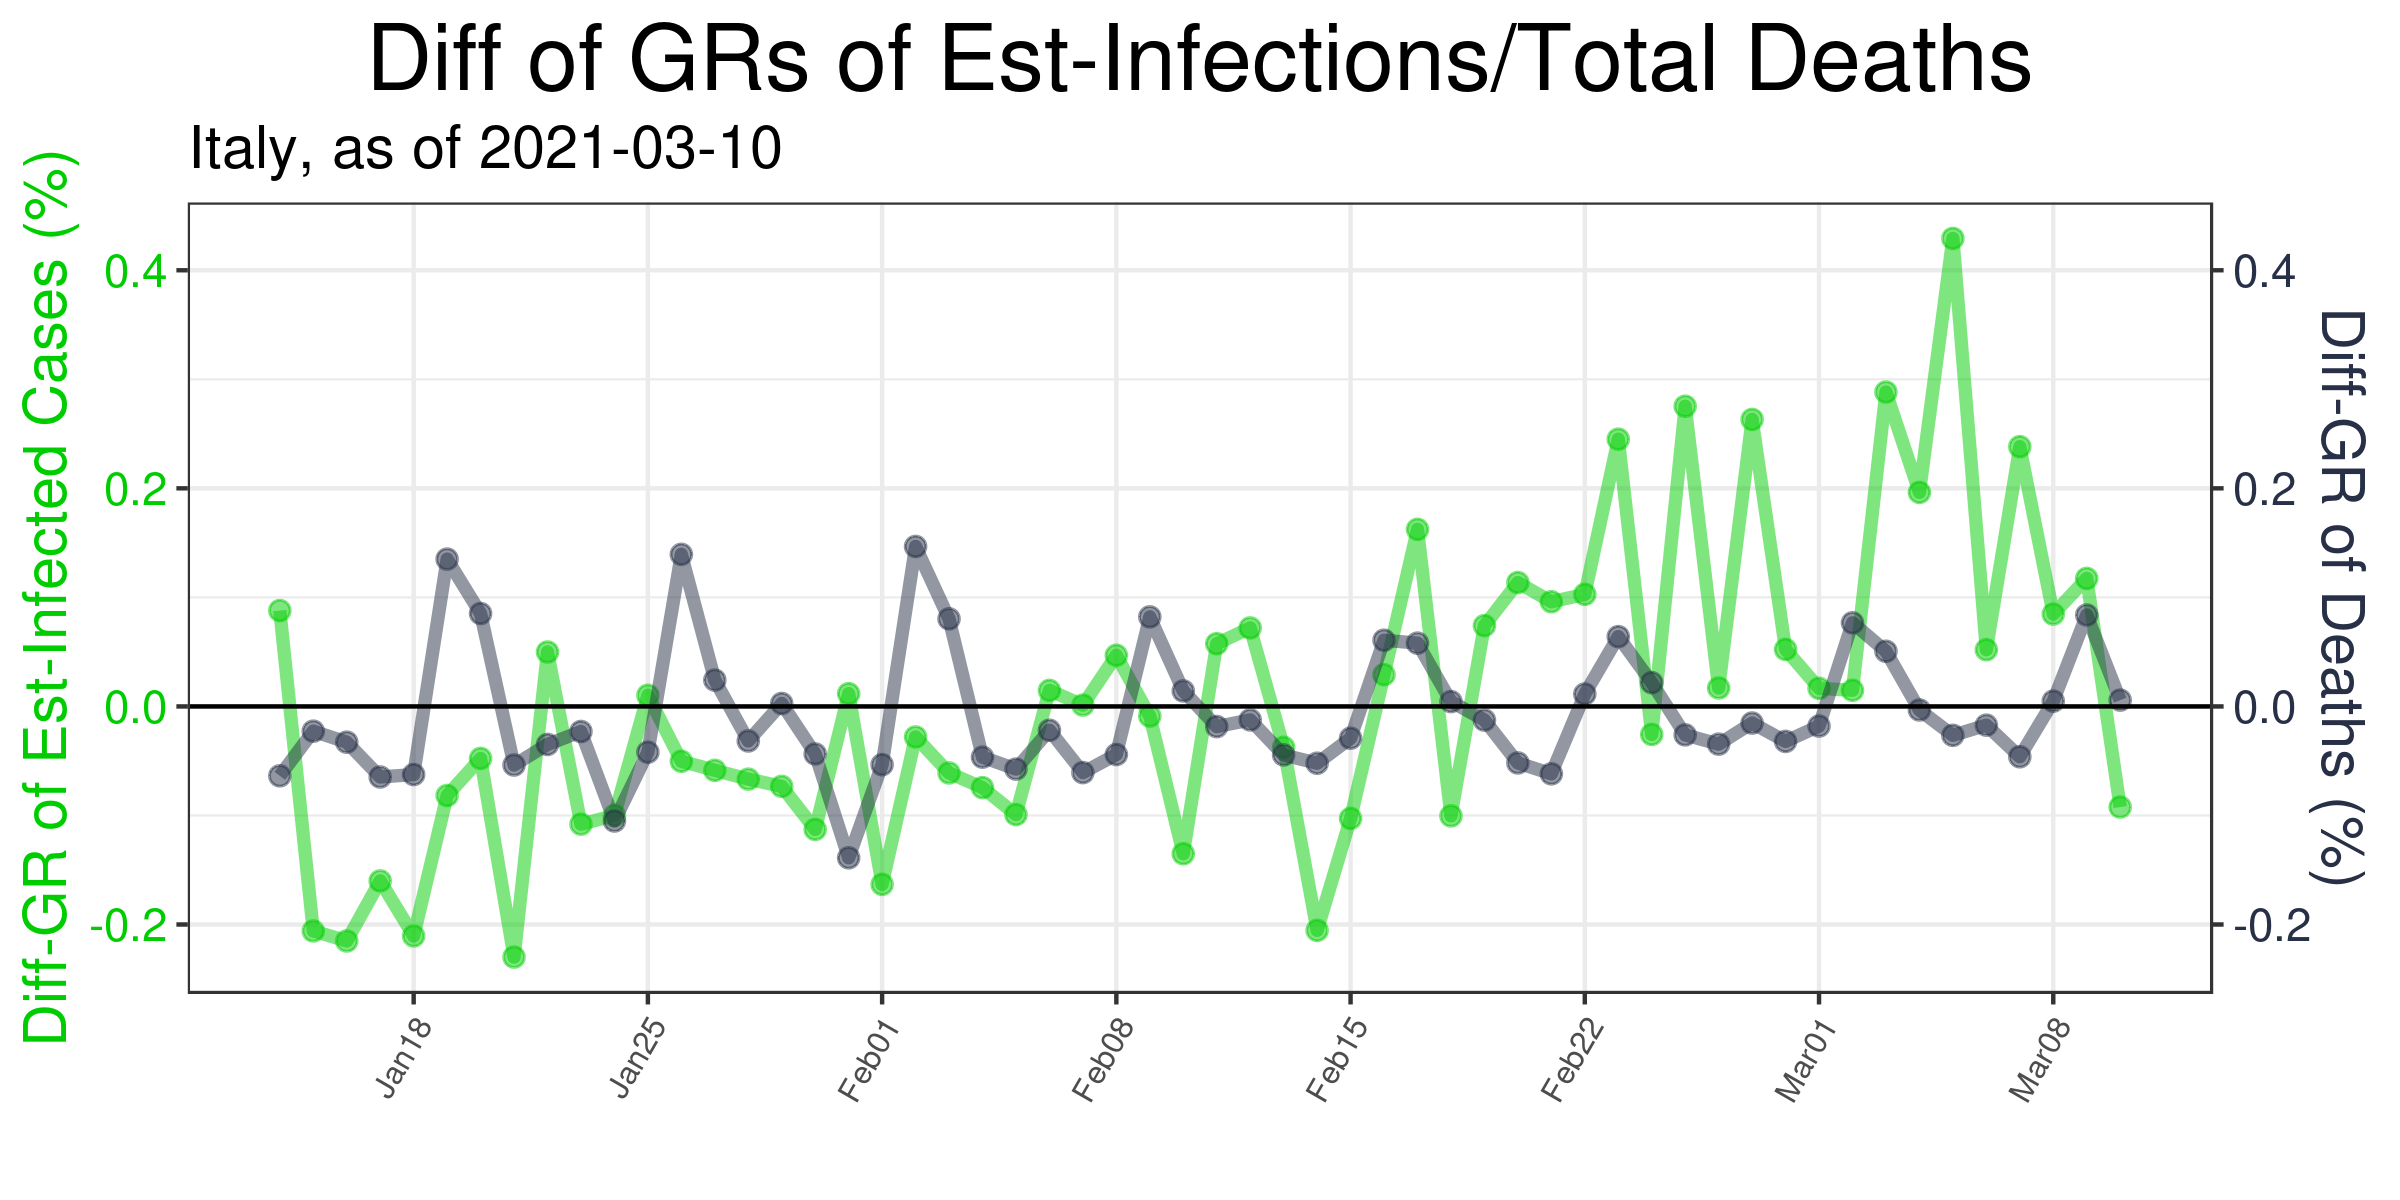 Diff of GRs of Est-Infections/Total Deaths
Italy, as of 2021-03-10
Diff-GR of Est-Infected Cases (%)
0.4
0.2
0.0
-0.2
0.4
0.2
0.0
-0.2
Diff-GR of Deaths (%)
Jan18
Jan25
Feb01
Feb08
Feb15
Feb22
Mar01
Mar08